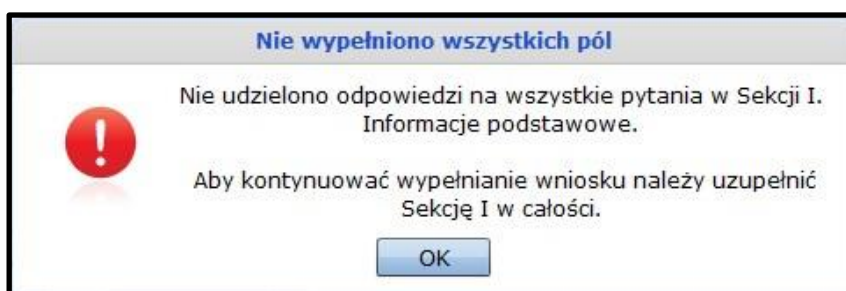 Nie wypełniono wszystkich pól
Nie udzielono odpowiedzi na wszystkie pytania w Sekcji I.
Informacje podstawowe.
Aby kontynuować wypełnianie wniosku należy uzupełnić
Sekcję I w całości.
OK